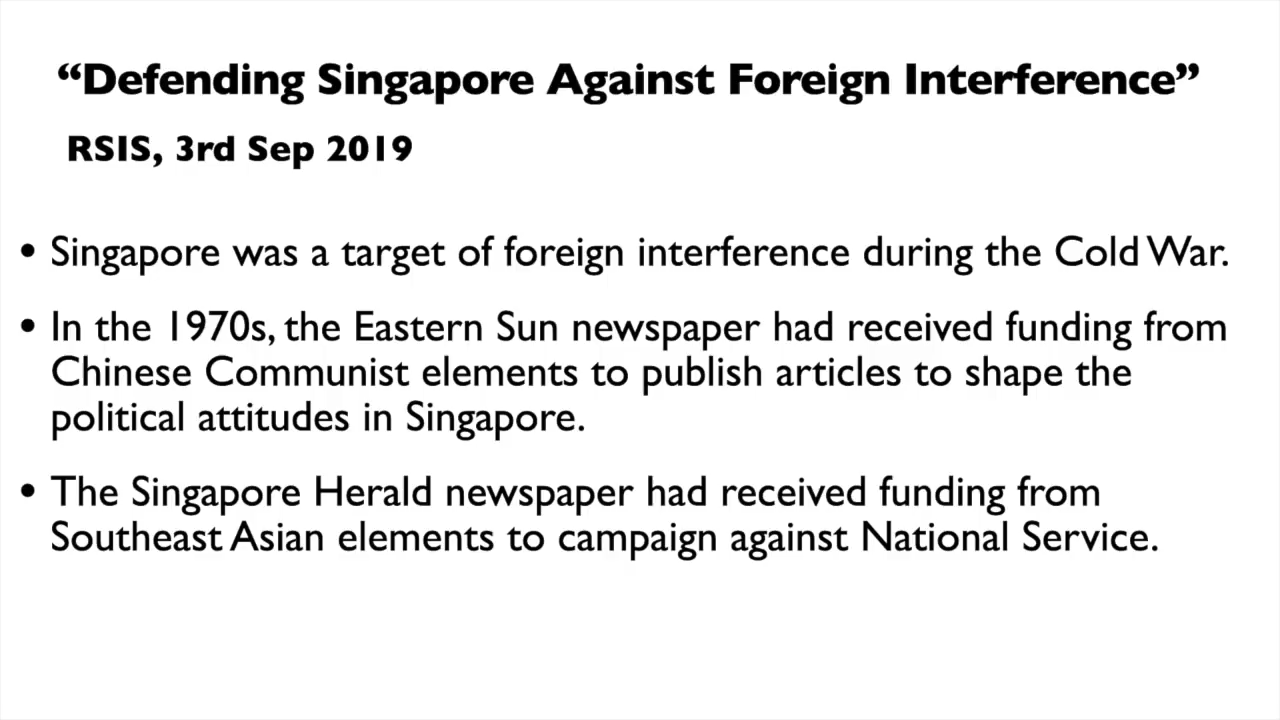 “Defending Singapore Against Foreign Interference”
RSIS, 3rd Sep 2019
• Singapore was a target of foreign interference during the Cold War.
• In the 1970s, the Eastern Sun newspaper had received funding from
Chinese Communist elements to publish articles to shape the
political attitudes in Singapore.
• The Singapore Herald newspaper had received funding from
Southeast Asian elements to campaign against National Service.